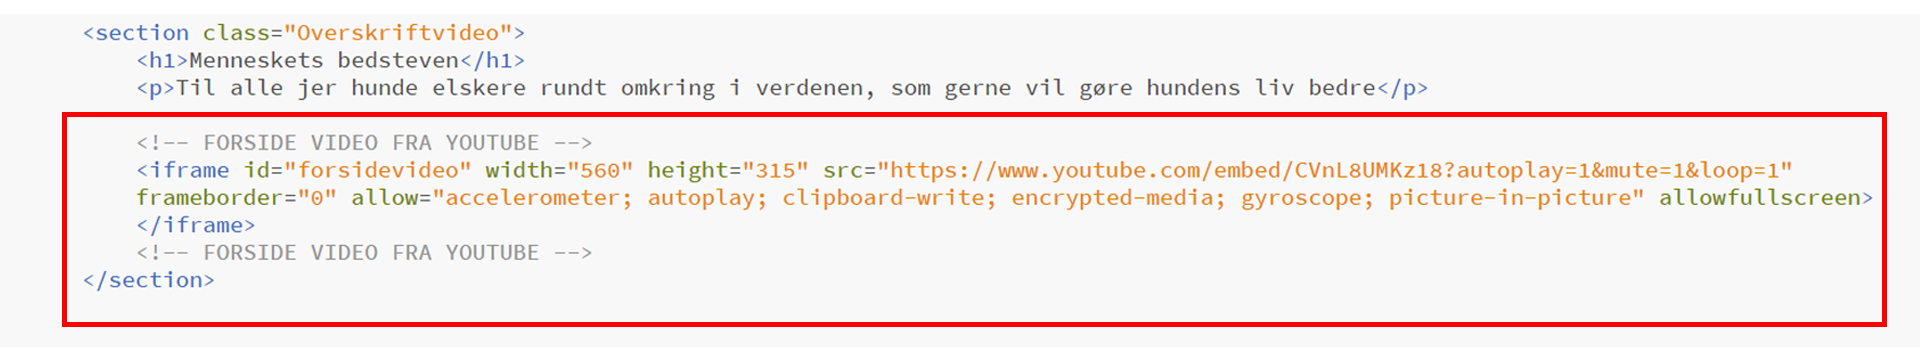 <section class="Overskriftvideo">
<h1>Menneskets bedsteven</h1>
<p>Til alle jer hunde elskere rundt omkring i verdenen, som gerne vil gøre hundens liv bedre</p>
<!-- FORSIDE VIDEO FRA YOUTUBE -->
<iframe id="forsidevideo" width="560" height="315" src="https://www.youtube.com/embed/CVnL8UMKz18?autoplay=1&mute=1&loop=1"
frameborder="0" allow="accelerometer; autoplay; clipboard-write; encrypted-media; gyroscope; picture-in-picture" allowfullscreen>
</iframe>
<!-- FORSIDE VIDEO FRA YOUTUBE -->
</section>